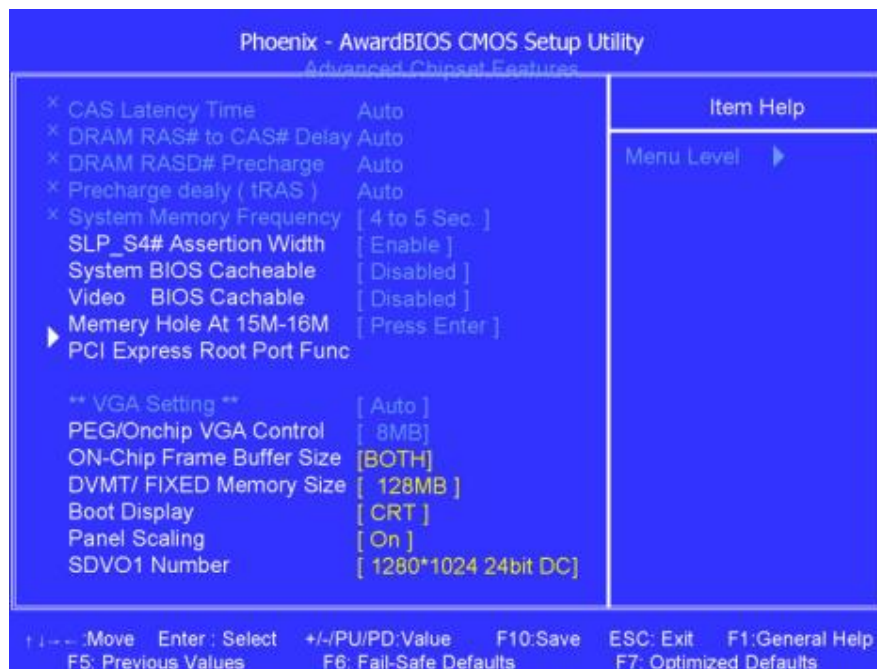 Phoenix - AwardBIOS CMOS Setup Utility
Advanced Chipset Features
× CAS Latency Time Auto
× DRAM RAS# to CAS# Delay Auto
× DRAM RASD# Precharge Auto
× Precharge dealy ( tRAS ) Auto
× System Memory Frequency [ 4 to 5 Sec. ]
SLP_S4# Assertion Width [ Enable ]
System BIOS Cacheable [ Disabled ]
Video BIOS Cachable [ Disabled ]
Memery Hole At 15M-16M [ Press Enter ]
PCI Express Root Port Func
** VGA Setting ** [ Auto ]
PEG/Onchip VGA Control [ 8MB]
ON-Chip Frame Buffer Size [BOTH]
DVMT/ FIXED Memory Size [ 128MB ]
Boot Display [ CRT ]
Panel Scaling [ On ]
SDVO1 Number [ 1280*1024 24bit DC]
Item Help
Menu Level
↑↓→← :Move Enter : Select +/-/PU/PD:Value F10:Save ESC: Exit F1:General Help
F5: Previous Values F6: Fail-Safe Defaults F7: Optimized Defaults